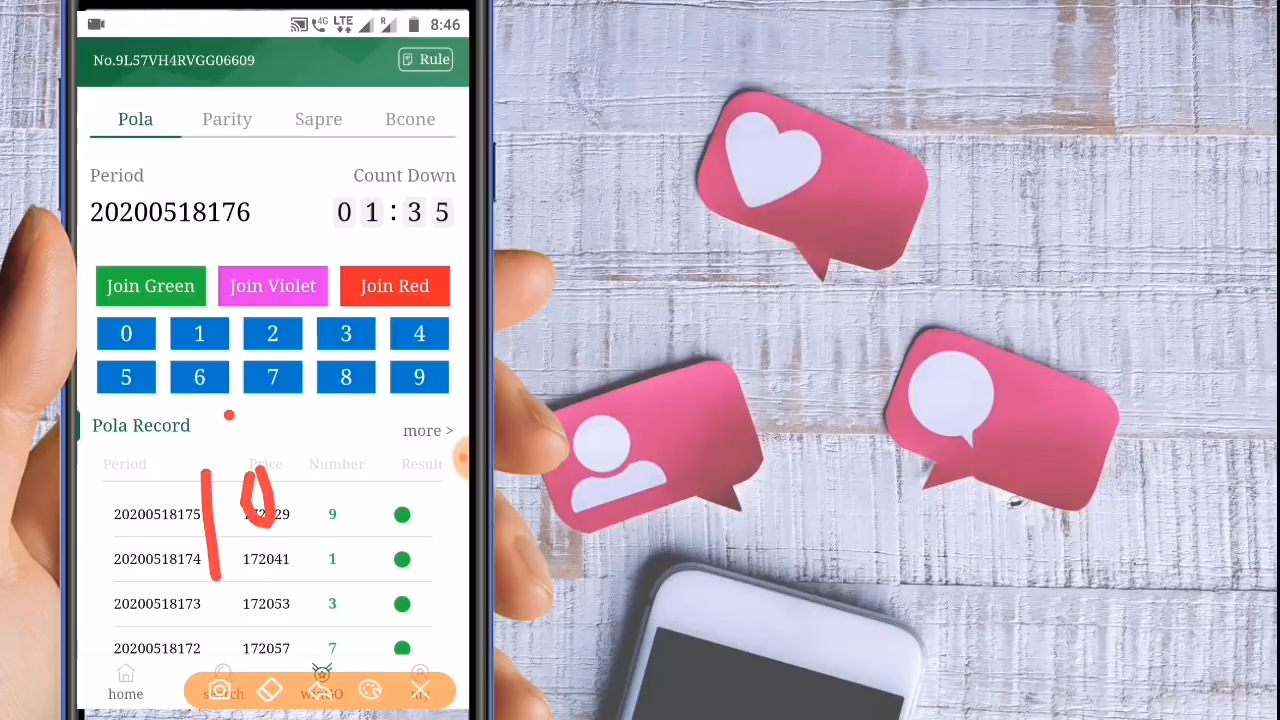 4G LTE R 8:46
No.9L57VH4RVGG06609 Rule
Pola Parity Sapre Bcone
Period Count Down
20200518176 01:35
Join Green Join Violet Join Red
0 1 2 3 4
5 6 7 8 9
Pola Record more >
Period Price Number Result
20200518175 9
20200518174 172041 1
20200518173 172053 3
20200518172 172057 7
home